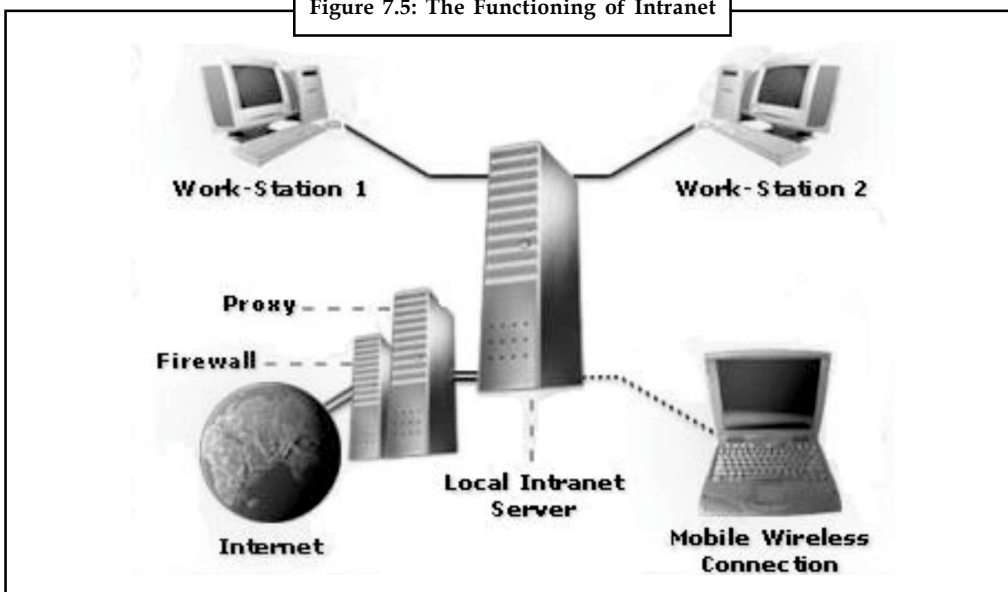 Figure 7.5: The Functioning of Intranet
Work-Station 1
Work-Station 2
Proxy
Firewall
Local Intranet
Server
Internet
Mobile Wireless
Connection